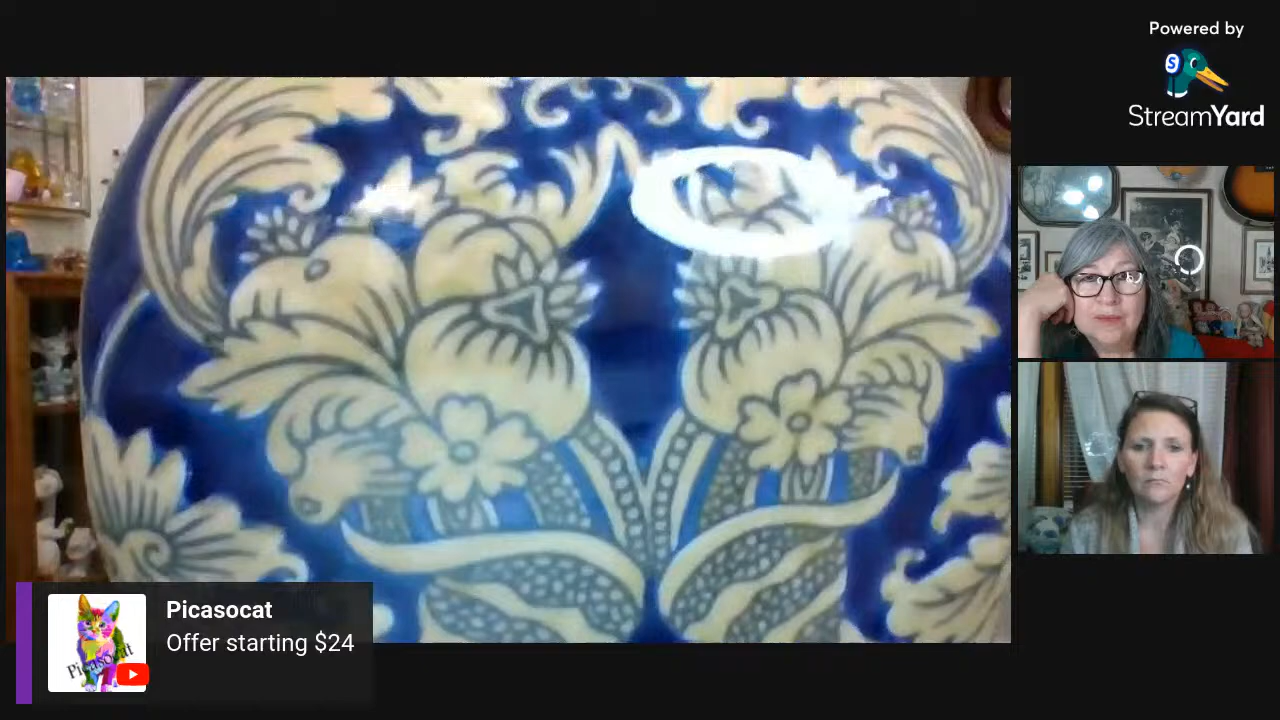 Powered by
S
StreamYard
Picasocat
Picasocat
Offer starting $24